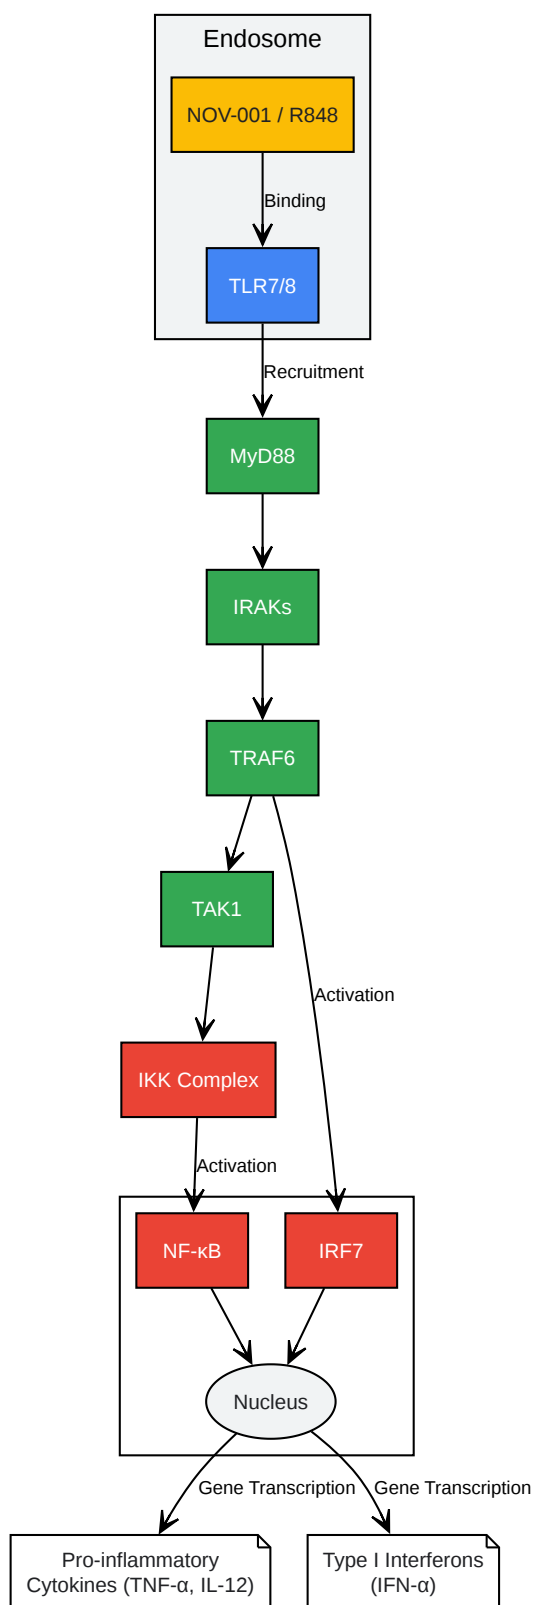 Endosome
NOV-001 / R848
Binding
TLR7/8
Recruitment
MyD88
IRAKs
TRAF6
TAK1
Activation
IKK Complex
Activation
NF-κB
IRF7
Nucleus
Gene Transcription
Gene Transcription
Pro-inflammatory
Cytokines (TNF-α, IL-12)
Type I Interferons
(IFN-α)